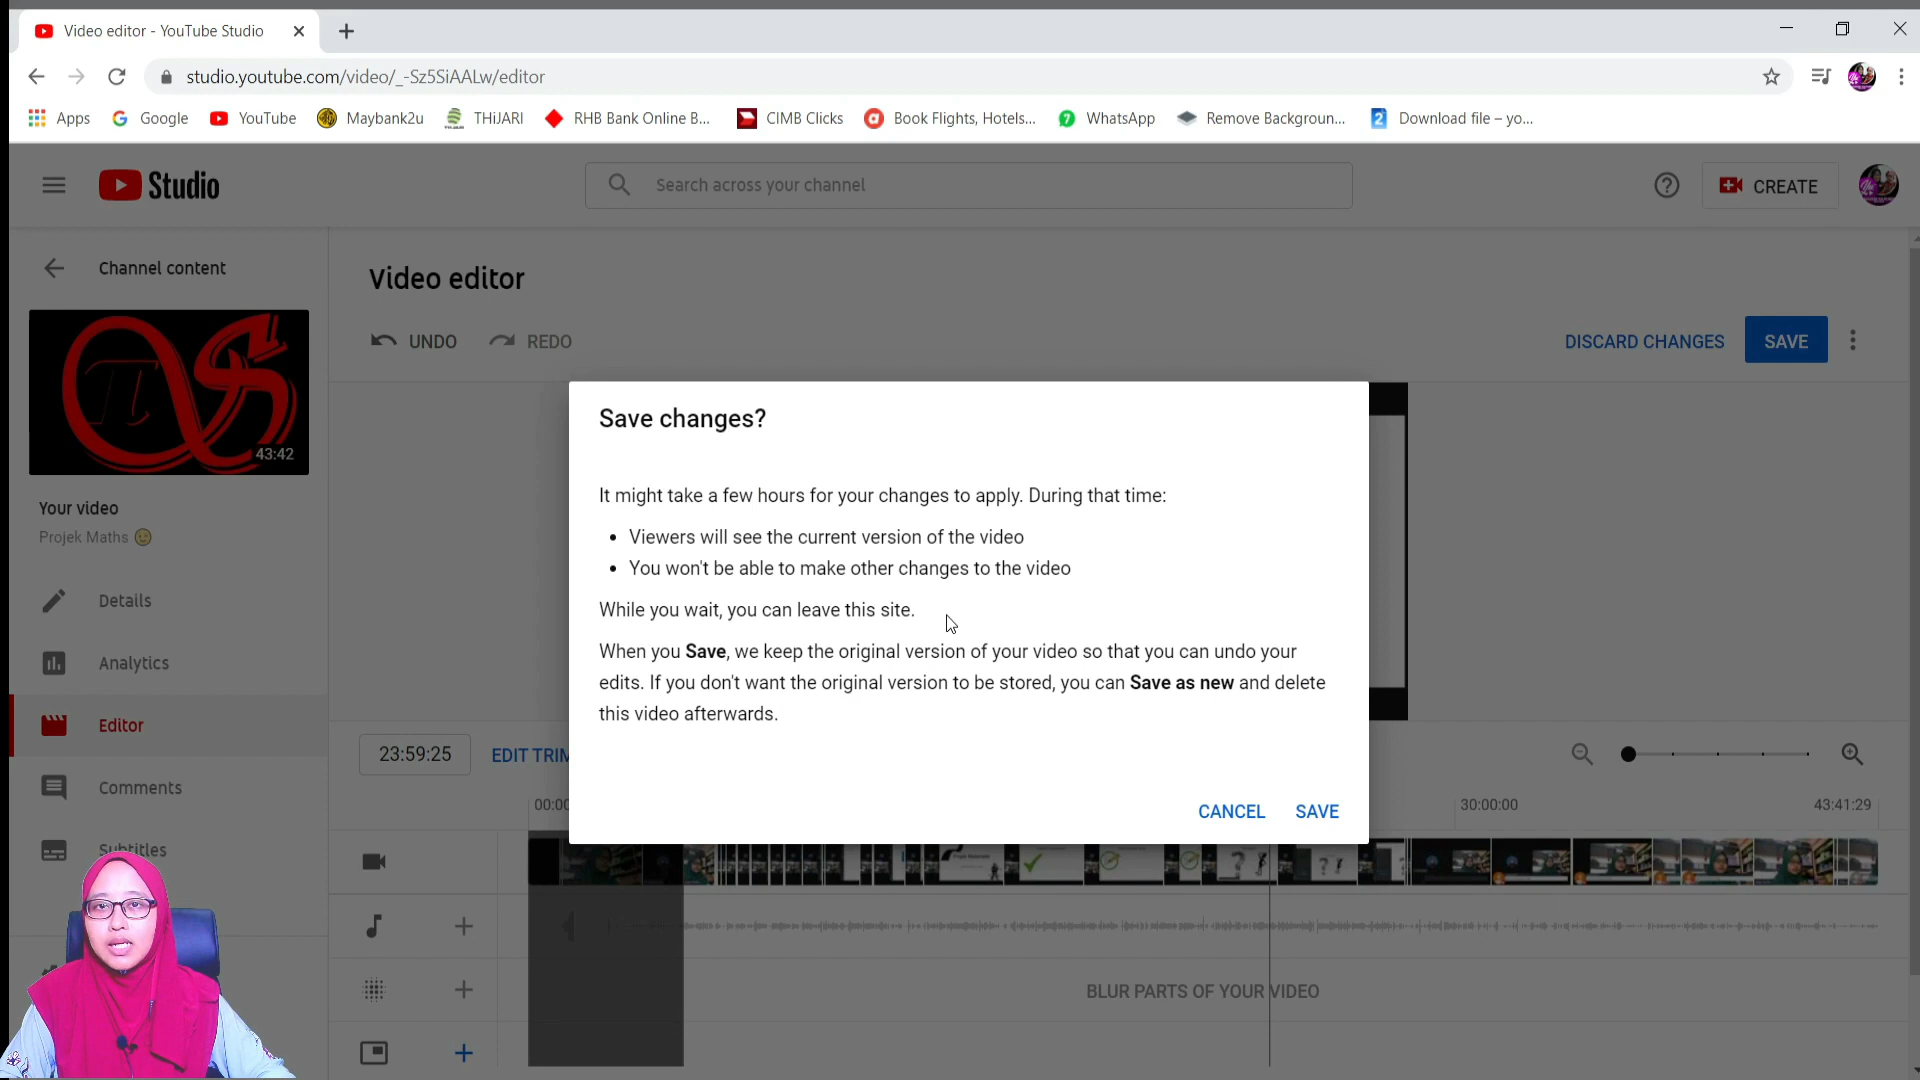 Video editor - YouTube Studio
studio.youtube.com/video/_-Sz5SiAALw/editor
Apps Google YouTube Maybank2u THiJARI RHB Bank Online B... CIMB Clicks Book Flights, Hotels... WhatsApp Remove Backgroun... Download file – yo...
Studio
Search across your channel
CREATE
Channel content
43:42
Your video
Projek Maths 😉
Details
Analytics
Editor
Comments
Subtitles
Video editor
UNDO REDO
DISCARD CHANGES SAVE
Save changes?
It might take a few hours for your changes to apply. During that time:
• Viewers will see the current version of the video
• You won't be able to make other changes to the video
While you wait, you can leave this site.
When you Save, we keep the original version of your video so that you can undo your
edits. If you don't want the original version to be stored, you can Save as new and delete
this video afterwards.
CANCEL SAVE
23:59:25 EDIT TRIM
00:00 30:00:00 43:41:29
BLUR PARTS OF YOUR VIDEO